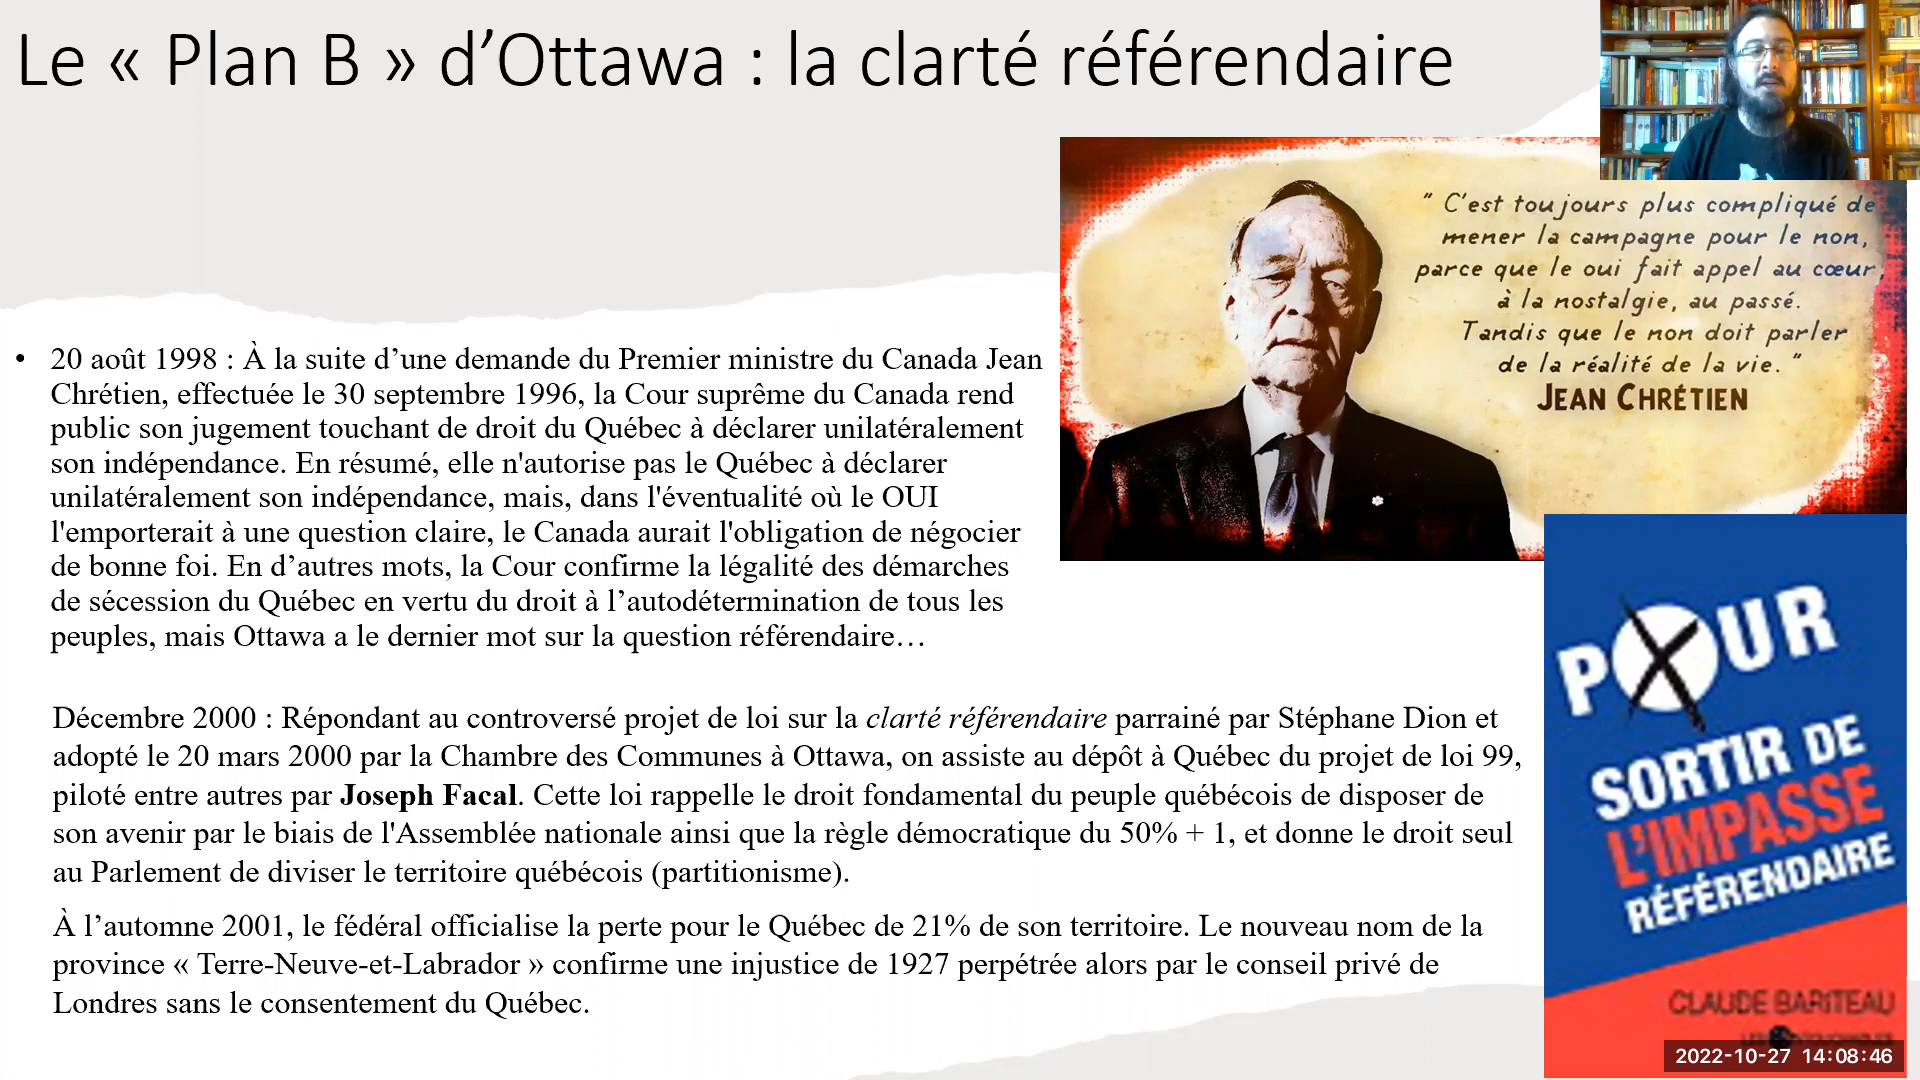 Le « Plan B » d’Ottawa : la clarté référendaire
“ C'est toujours plus compliqué de
mener la campagne pour le non,
parce que le oui fait appel au cœur,
à la nostalgie, au passé.
Tandis que le non doit parler
de la réalité de la vie. ”
JEAN CHRÉTIEN
• 20 août 1998 : À la suite d’une demande du Premier ministre du Canada Jean
Chrétien, effectuée le 30 septembre 1996, la Cour suprême du Canada rend
public son jugement touchant de droit du Québec à déclarer unilatéralement
son indépendance. En résumé, elle n'autorise pas le Québec à déclarer
unilatéralement son indépendance, mais, dans l'éventualité où le OUI
l'emporterait à une question claire, le Canada aurait l'obligation de négocier
de bonne foi. En d’autres mots, la Cour confirme la légalité des démarches
de sécession du Québec en vertu du droit à l’autodétermination de tous les
peuples, mais Ottawa a le dernier mot sur la question référendaire…
Décembre 2000 : Répondant au controversé projet de loi sur la clarté référendaire parrainé par Stéphane Dion et
adopté le 20 mars 2000 par la Chambre des Communes à Ottawa, on assiste au dépôt à Québec du projet de loi 99,
piloté entre autres par Joseph Facal. Cette loi rappelle le droit fondamental du peuple québécois de disposer de
son avenir par le biais de l'Assemblée nationale ainsi que la règle démocratique du 50% + 1, et donne le droit seul
au Parlement de diviser le territoire québécois (partitionisme).
À l’automne 2001, le fédéral officialise la perte pour le Québec de 21% de son territoire. Le nouveau nom de la
province « Terre-Neuve-et-Labrador » confirme une injustice de 1927 perpétrée alors par le conseil privé de
Londres sans le consentement du Québec.
POUR
SORTIR DE
L'IMPASSE
RÉFÉRENDAIRE
CLAUDE BARITEAU
2022-10-27 14:08:46